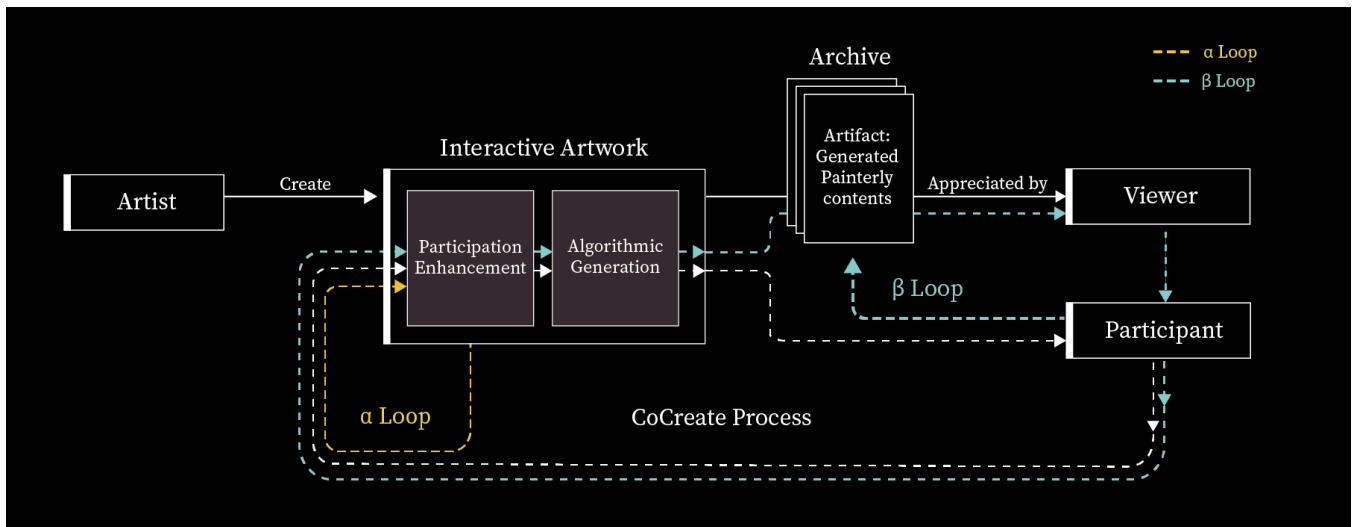 Archive
α Loop
β Loop
Artifact:
Generated
Painterly
contents
Interactive Artwork
Artist
Create
Appreciated by
Viewer
Participation
Enhancement
Algorithmic
Generation
β Loop
Participant
α Loop
CoCreate Process